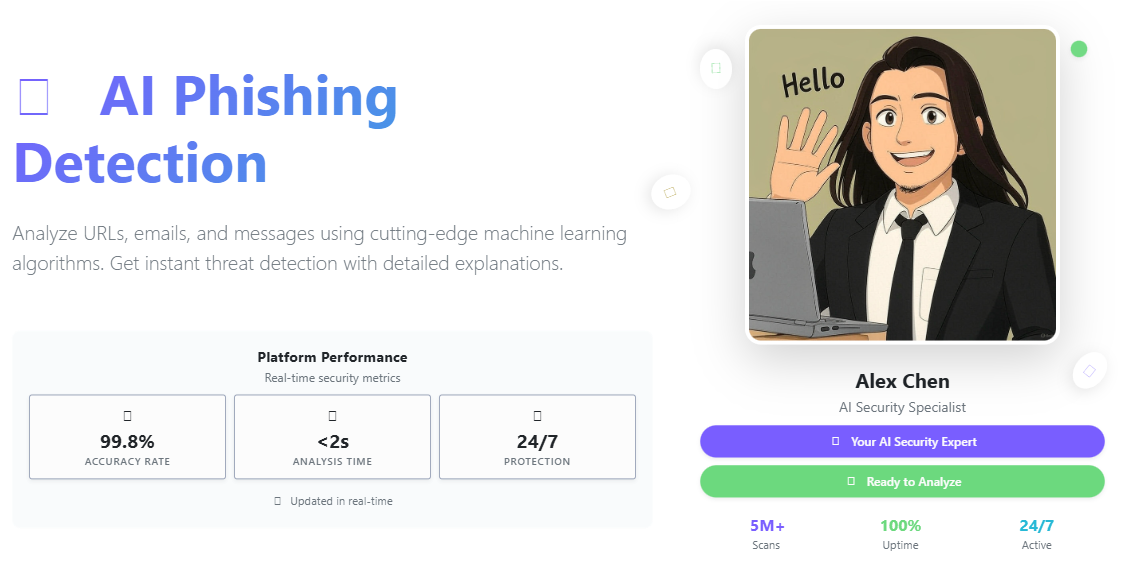 AI Phishing
Detection
Analyze URLs, emails, and messages using cutting-edge machine learning
algorithms. Get instant threat detection with detailed explanations.
Platform Performance
Real-time security metrics
99.8%
ACCURACY RATE
<2s
ANALYSIS TIME
24/7
PROTECTION
Updated in real-time
Hello
Alex Chen
AI Security Specialist
Your AI Security Expert
Ready to Analyze
5M+
Scans
100%
Uptime
24/7
Active